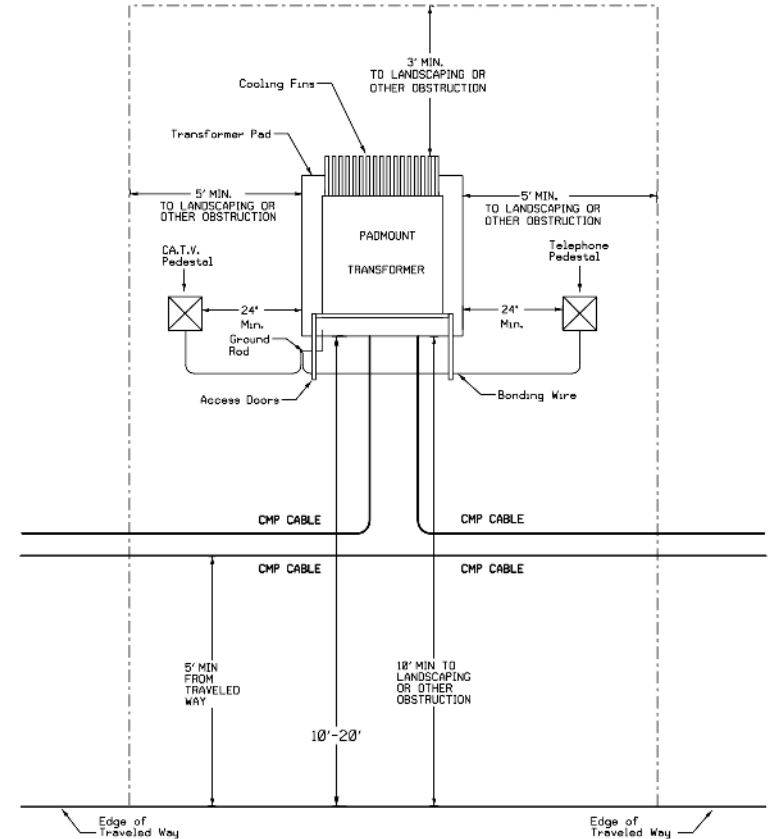 3' MIN.
TO LANDSCAPING OR
OTHER OBSTRUCTION
Cooling Fins
Transformer Pad
5' MIN.
TO LANDSCAPING OR
OTHER OBSTRUCTION
5' MIN.
TO LANDSCAPING OR
OTHER OBSTRUCTION
PADMOUNT
TRANSFORMER
CA.T.V.
Pedestal
Telephone
Pedestal
24"
Min.
24"
Min.
Ground
Rod
Access Doors
Bonding Wire
CMP CABLE
CMP CABLE
CMP CABLE
CMP CABLE
5' MIN
FROM
TRAVELED
WAY
10' MIN TO
LANDSCAPING
OR OTHER
OBSTRUCTION
10'-20'
Edge of
Traveled Way
Edge of
Traveled Way